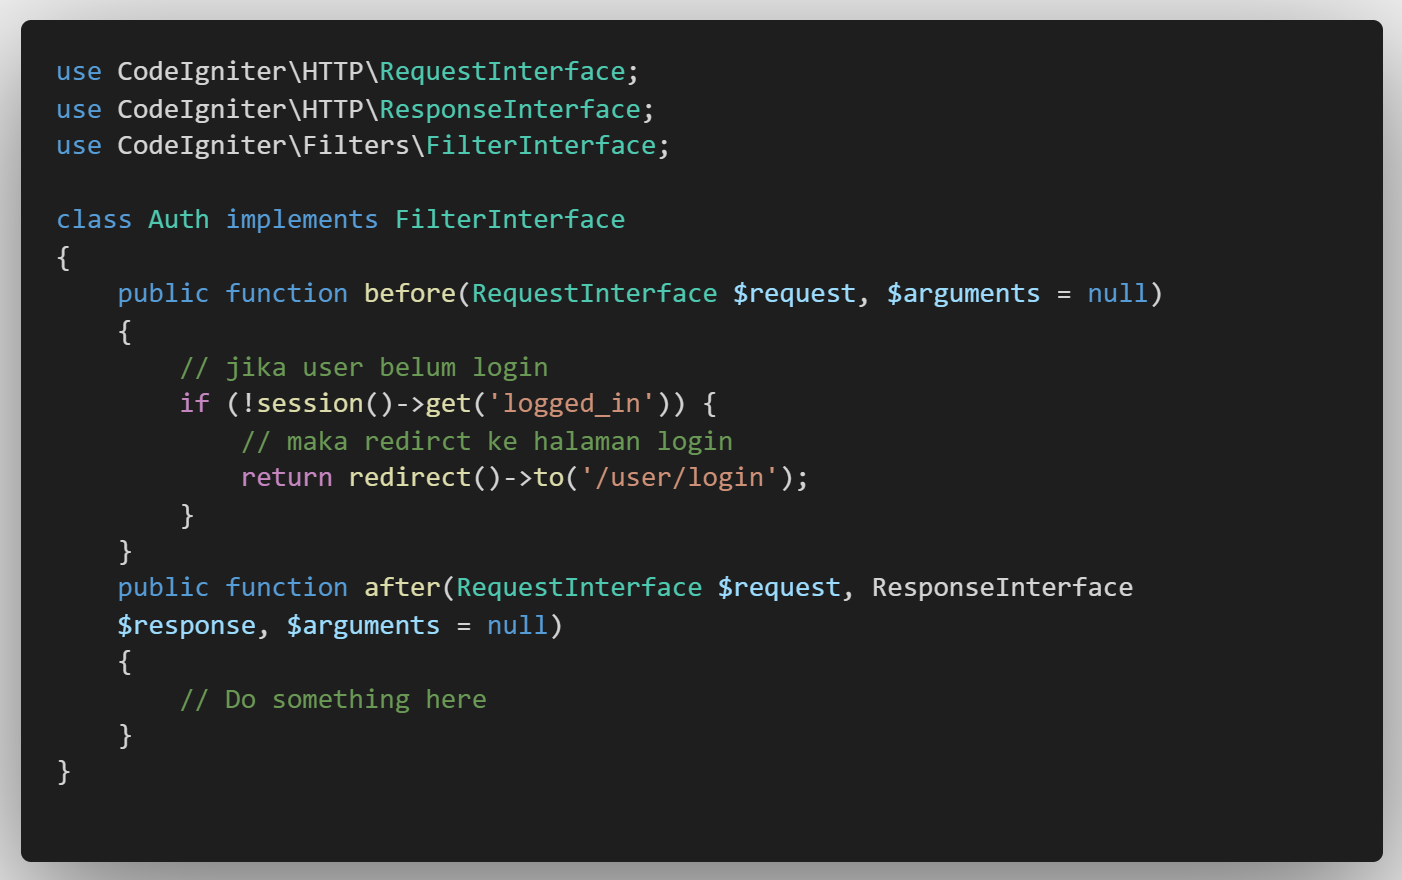 use CodeIgniter\HTTP\RequestInterface;
use CodeIgniter\HTTP\ResponseInterface;
use CodeIgniter\Filters\FilterInterface;

class Auth implements FilterInterface
{
    public function before(RequestInterface $request, $arguments = null)
    {
        // jika user belum login
        if (!session()->get('logged_in')) {
            // maka redirct ke halaman login
            return redirect()->to('/user/login');
        }
    }
    public function after(RequestInterface $request, ResponseInterface
    $response, $arguments = null)
    {
        // Do something here
    }
}